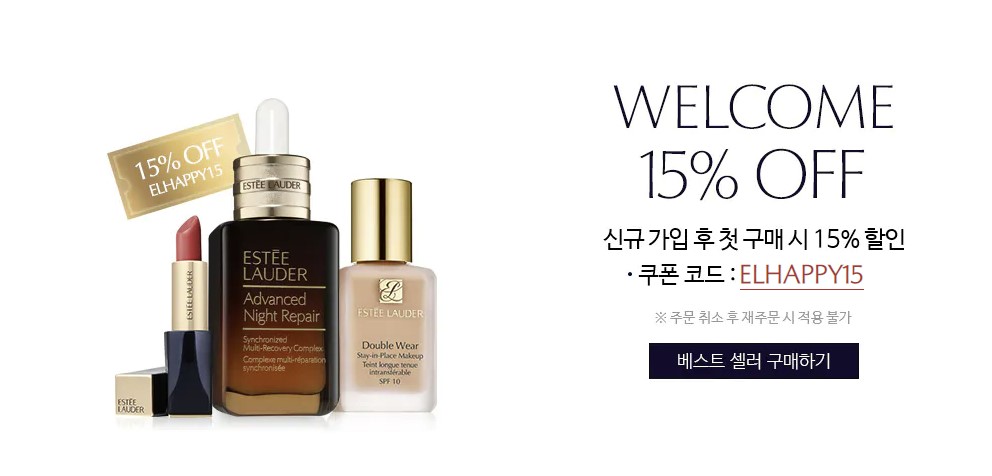 15% OFF
ELHAPPY15
ESTĒE LAUDER
ESTĒE
LAUDER
Advanced
Night Repair
Synchronized
Multi-Recovery Complex
Complexe multi-réparation
synchronisée
ESTĒE LAUDER
ESTĒE
LAUDER
ESTĒE LAUDER
Double Wear
Stay-in-Place Makeup
Teint longue tenue
intransférable
SPF 10
WELCOME
15% OFF
신규 가입 후 첫 구매 시 15% 할인
· 쿠폰 코드 : ELHAPPY15
※ 주문 취소 후 재주문 시 적용 불가
베스트 셀러 구매하기